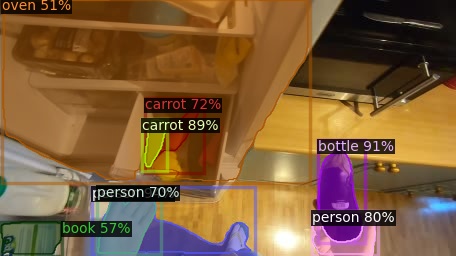 oven 51%
carrot 72%
carrot 89%
bottle 91%
person 70%
person 80%
book 57%